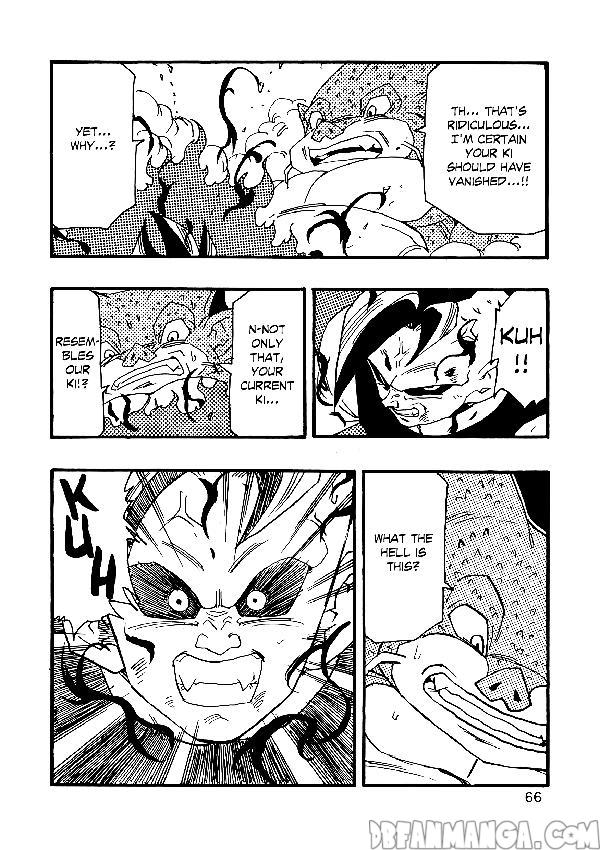 TH... THAT'S
RIDICULOUS...
I'M CERTAIN
YOUR KI
SHOULD HAVE
VANISHED...!!
YET...
WHY...?
KUH
!!
N-NOT
ONLY
THAT,
YOUR
CURRENT
KI...
RESEM-
BLES
OUR
KI!?
WHAT THE
HELL IS
THIS?
KUH
66
DBFANMANGA.COM